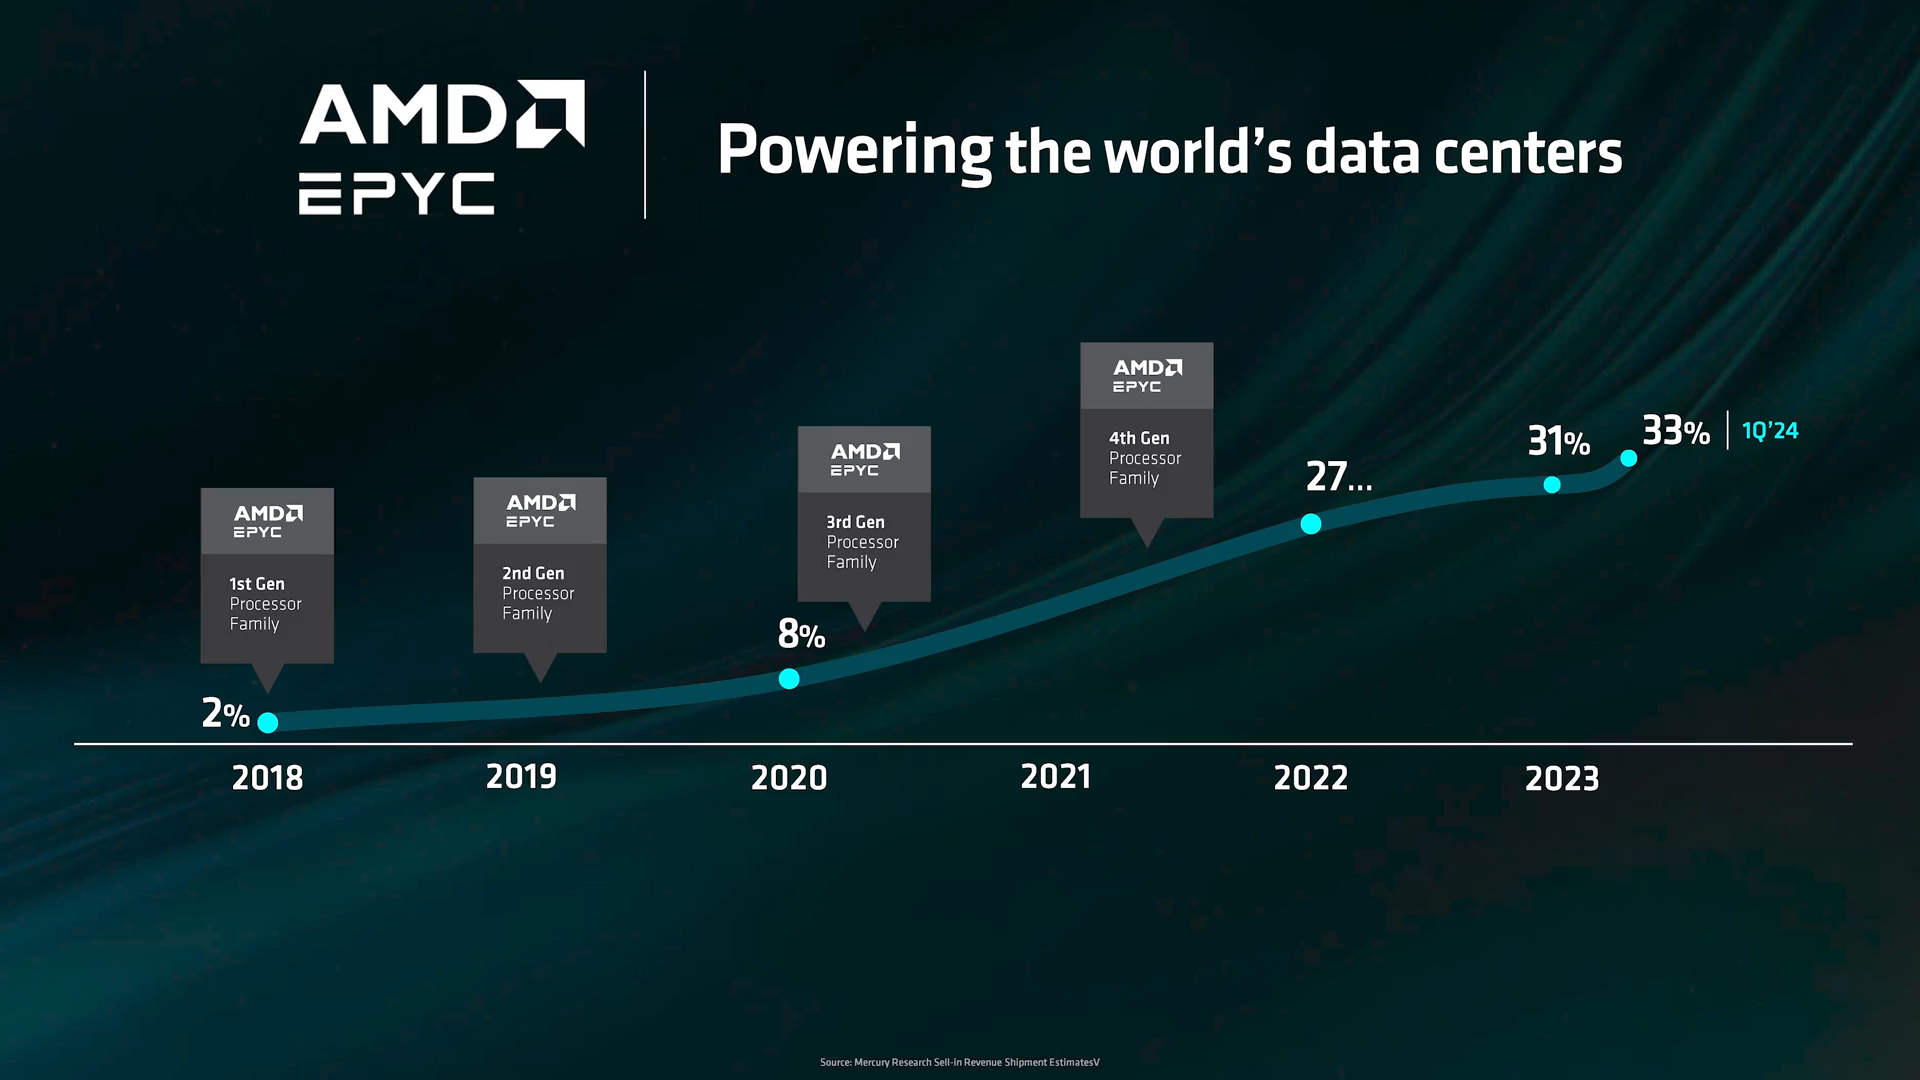 AMD
EPYC
Powering the world's data centers
AMD
EPYC
1st Gen
Processor
Family
AMD
EPYC
2nd Gen
Processor
Family
AMD
EPYC
3rd Gen
Processor
Family
AMD
EPYC
4th Gen
Processor
Family
2%
8%
27...
31%
33% | 1Q'24
2018 2019 2020 2021 2022 2023
Source: Mercury Research Sell-in Revenue Shipment EstimatesV